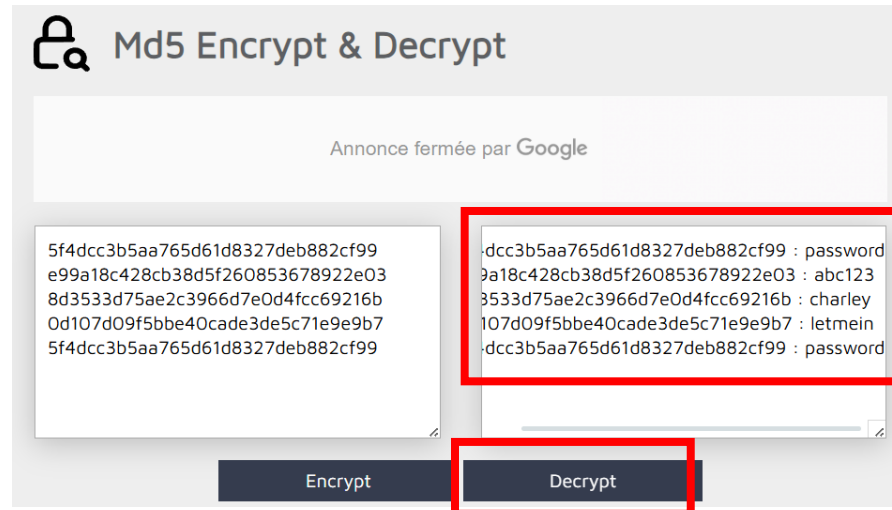 Md5 Encrypt & Decrypt
Annonce fermée par Google
5f4dcc3b5aa765d61d8327deb882cf99
e99a18c428cb38d5f260853678922e03
8d3533d75ae2c3966d7e0d4fcc69216b
0d107d09f5bbe40cade3de5c71e9e9b7
5f4dcc3b5aa765d61d8327deb882cf99
dcc3b5aa765d61d8327deb882cf99 : password
9a18c428cb38d5f260853678922e03 : abc123
3533d75ae2c3966d7e0d4fcc69216b : charley
107d09f5bbe40cade3de5c71e9e9b7 : letmein
dcc3b5aa765d61d8327deb882cf99 : password
Encrypt
Decrypt